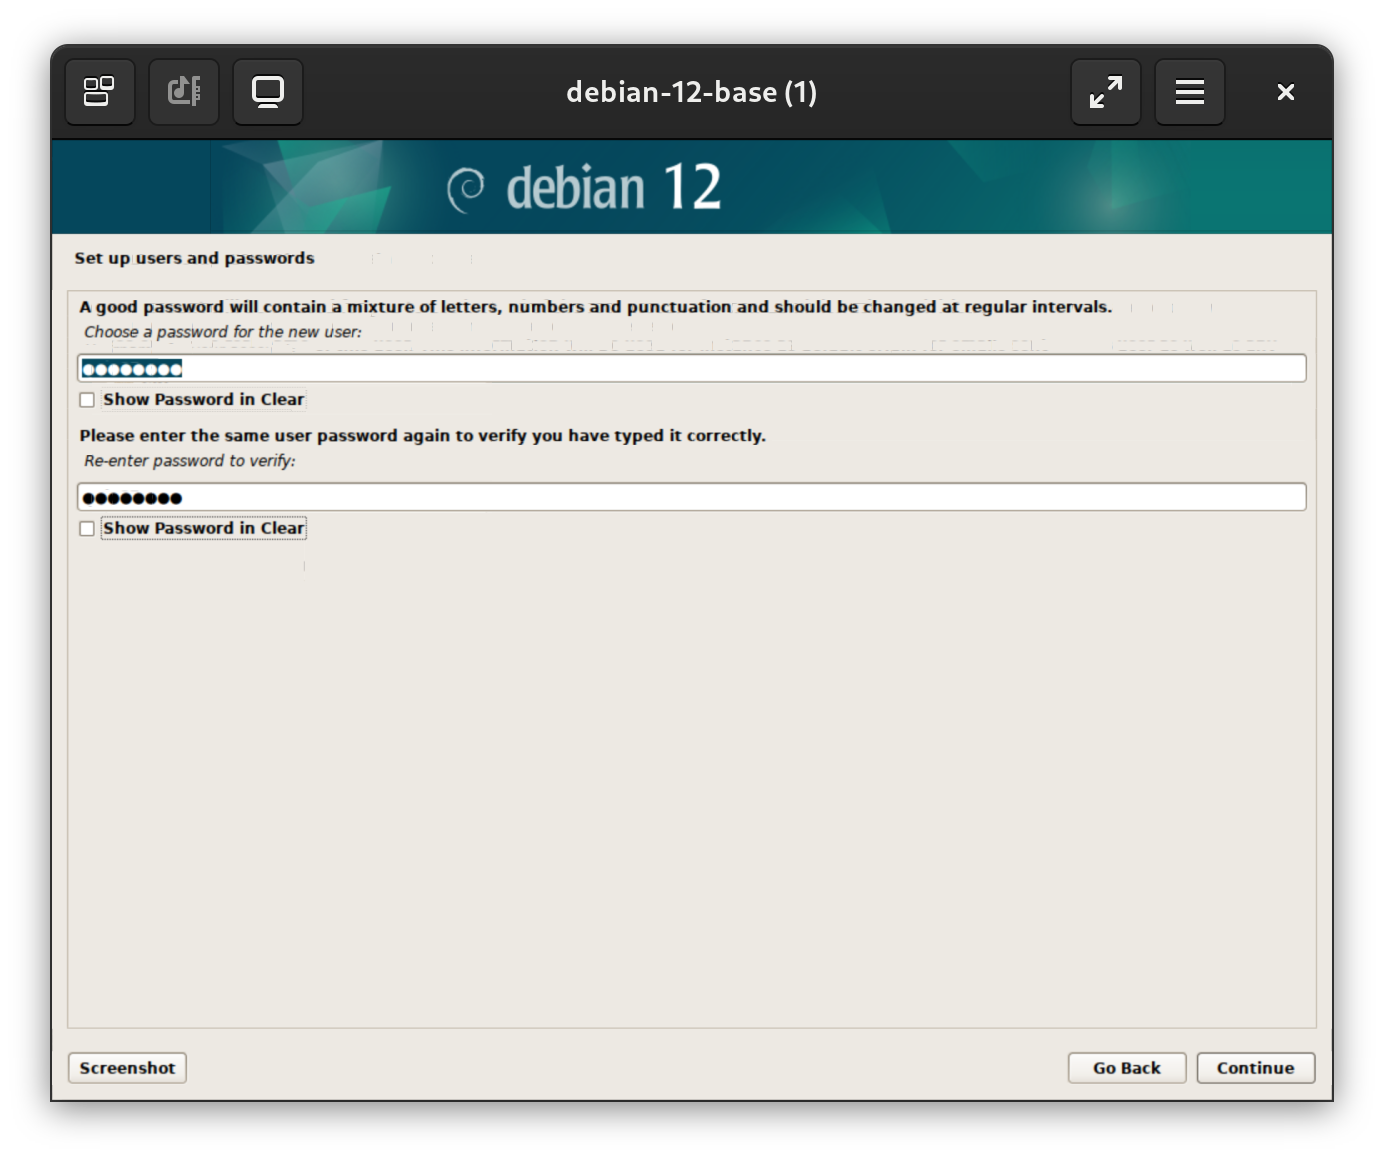 debian-12-base (1)
debian 12
Set up users and passwords
A good password will contain a mixture of letters, numbers and punctuation and should be changed at regular intervals.
Choose a password for the new user:
●●●●●●●●
Show Password in Clear
Please enter the same user password again to verify you have typed it correctly.
Re-enter password to verify:
●●●●●●●●
Show Password in Clear
Screenshot
Go Back
Continue